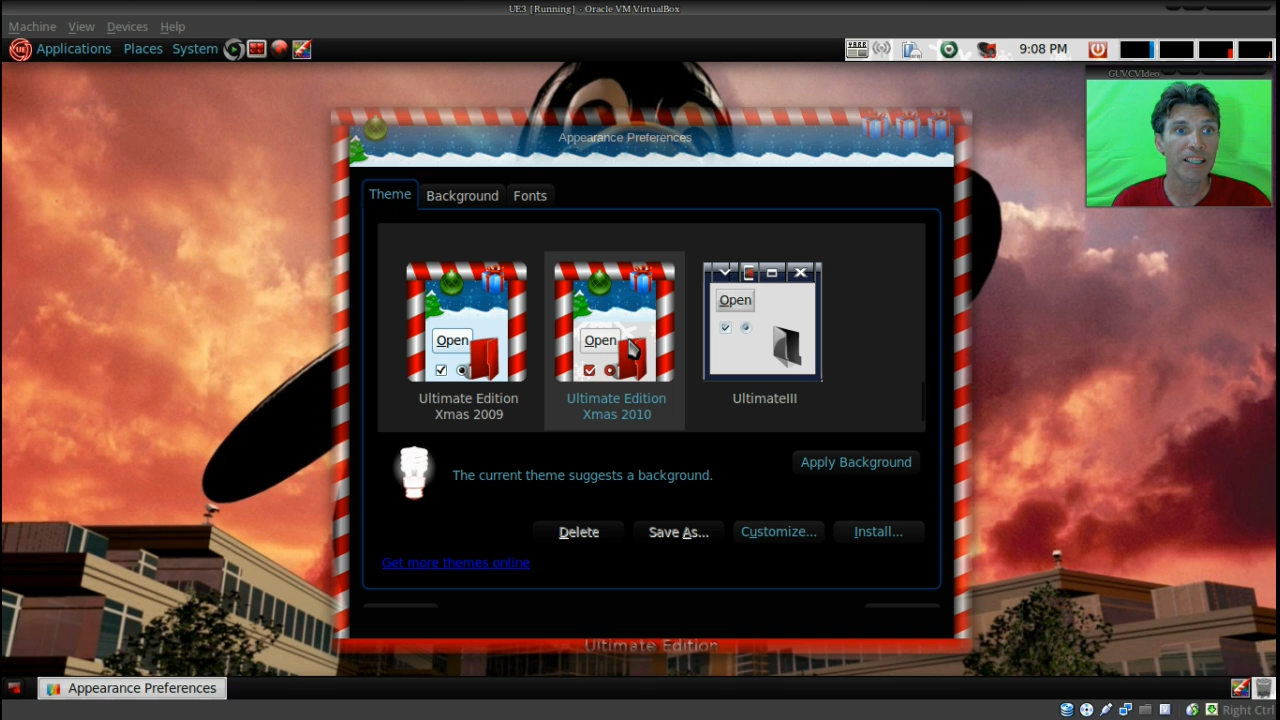 UE3 [Running] - Oracle VM VirtualBox
Machine View Devices Help
UE Applications Places System 9:08 PM
GUVCVideo
Appearance Preferences
Theme Background Fonts
Open Open Open
Ultimate Edition Xmas 2009
Ultimate Edition Xmas 2010
UltimateIII
The current theme suggests a background.
Apply Background
Delete Save As... Customize... Install...
Get more themes online
Ultimate Edition
Appearance Preferences
Right Ctrl